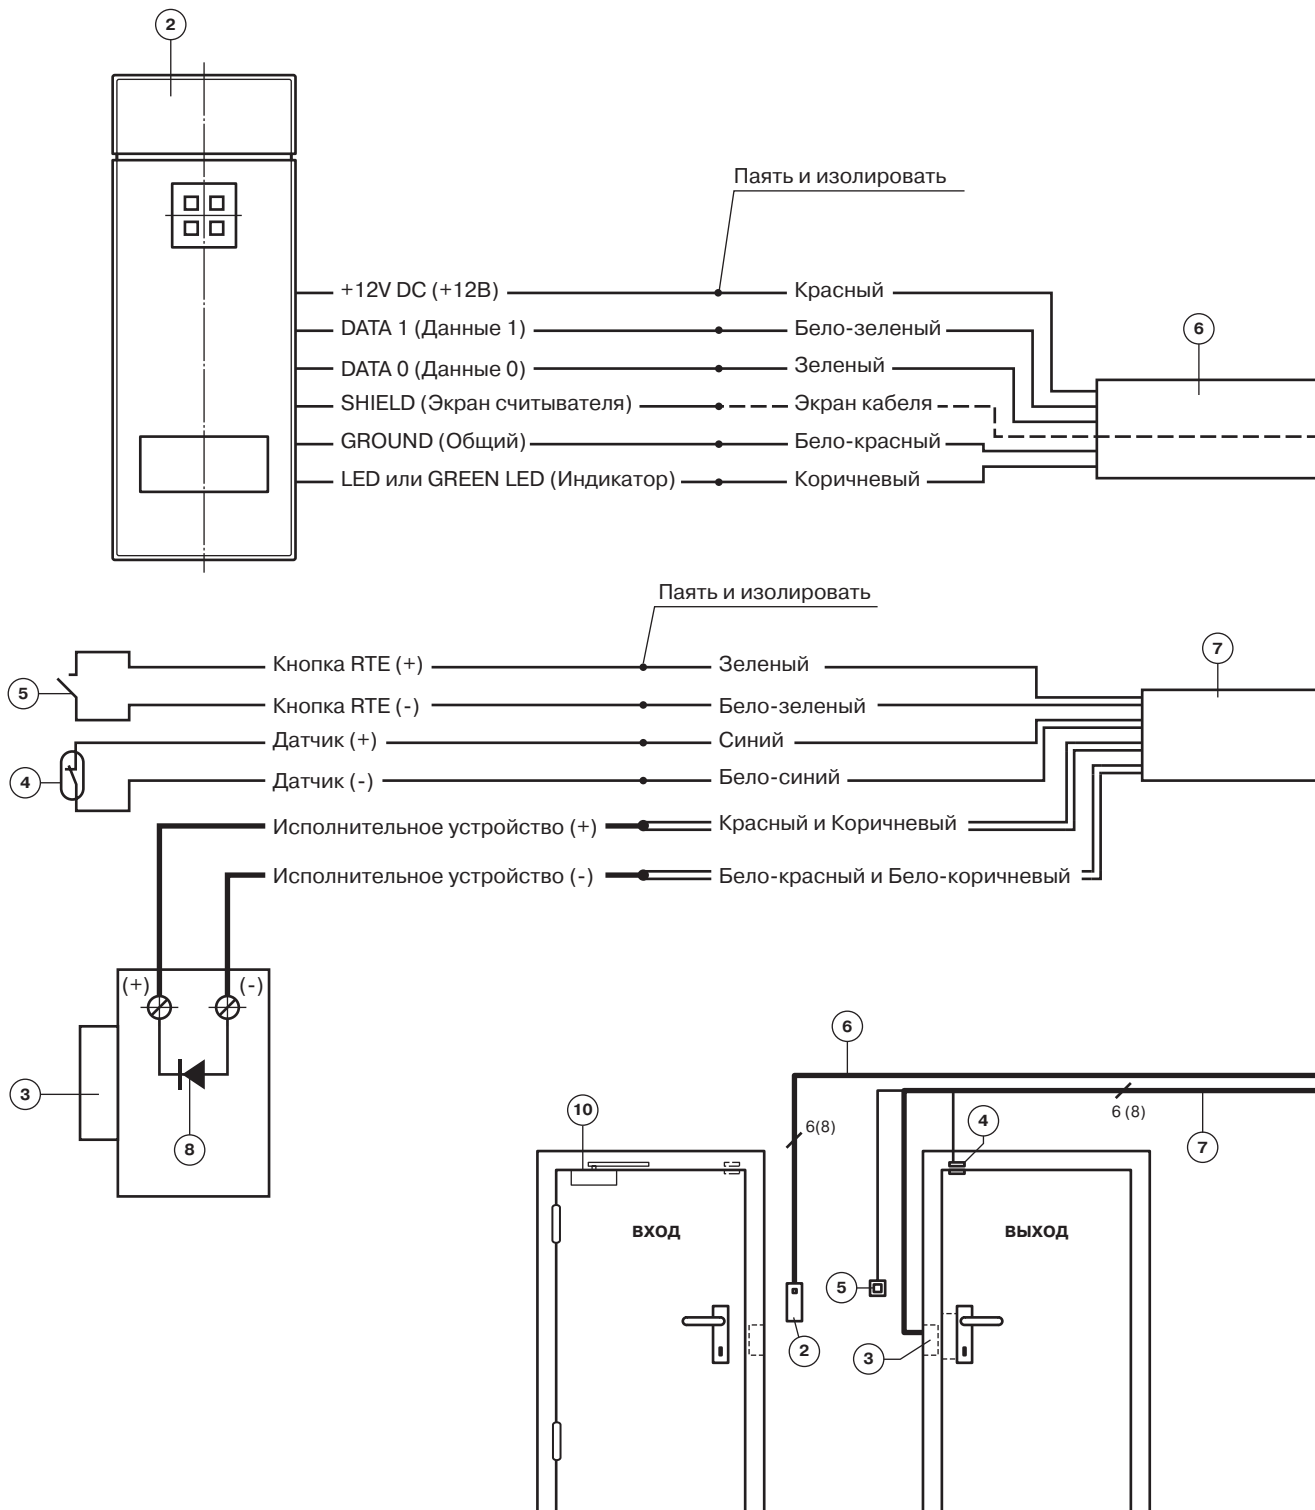 2
Паять и изолировать
+12V DC (+12В)
Красный
DATA 1 (Данные 1)
Бело-зеленый
6
DATA 0 (Данные 0)
Зеленый
SHIELD (Экран считывателя)
Экран кабеля
GROUND (Общий)
Бело-красный
LED или GREEN LED (Индикатор)
Коричневый
Паять и изолировать
7
5
Кнопка RTE (+)
Зеленый
Кнопка RTE (-)
Бело-зеленый
Датчик (+)
Синий
4
Датчик (-)
Бело-синий
Исполнительное устройство (+)
Красный и Коричневый
Исполнительное устройство (-)
Бело-красный и Бело-коричневый
(+)
(-)
3
8
6
10
6(8)
4
6 (8)
7
ВХОД
ВЫХОД
5
2
3